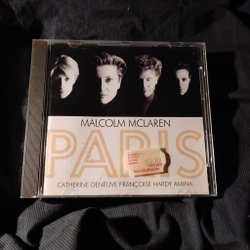 MALCOLM MCLAREN
PARIS
CATHERINE DENEUVE FRANÇOISE HARDY AMINA